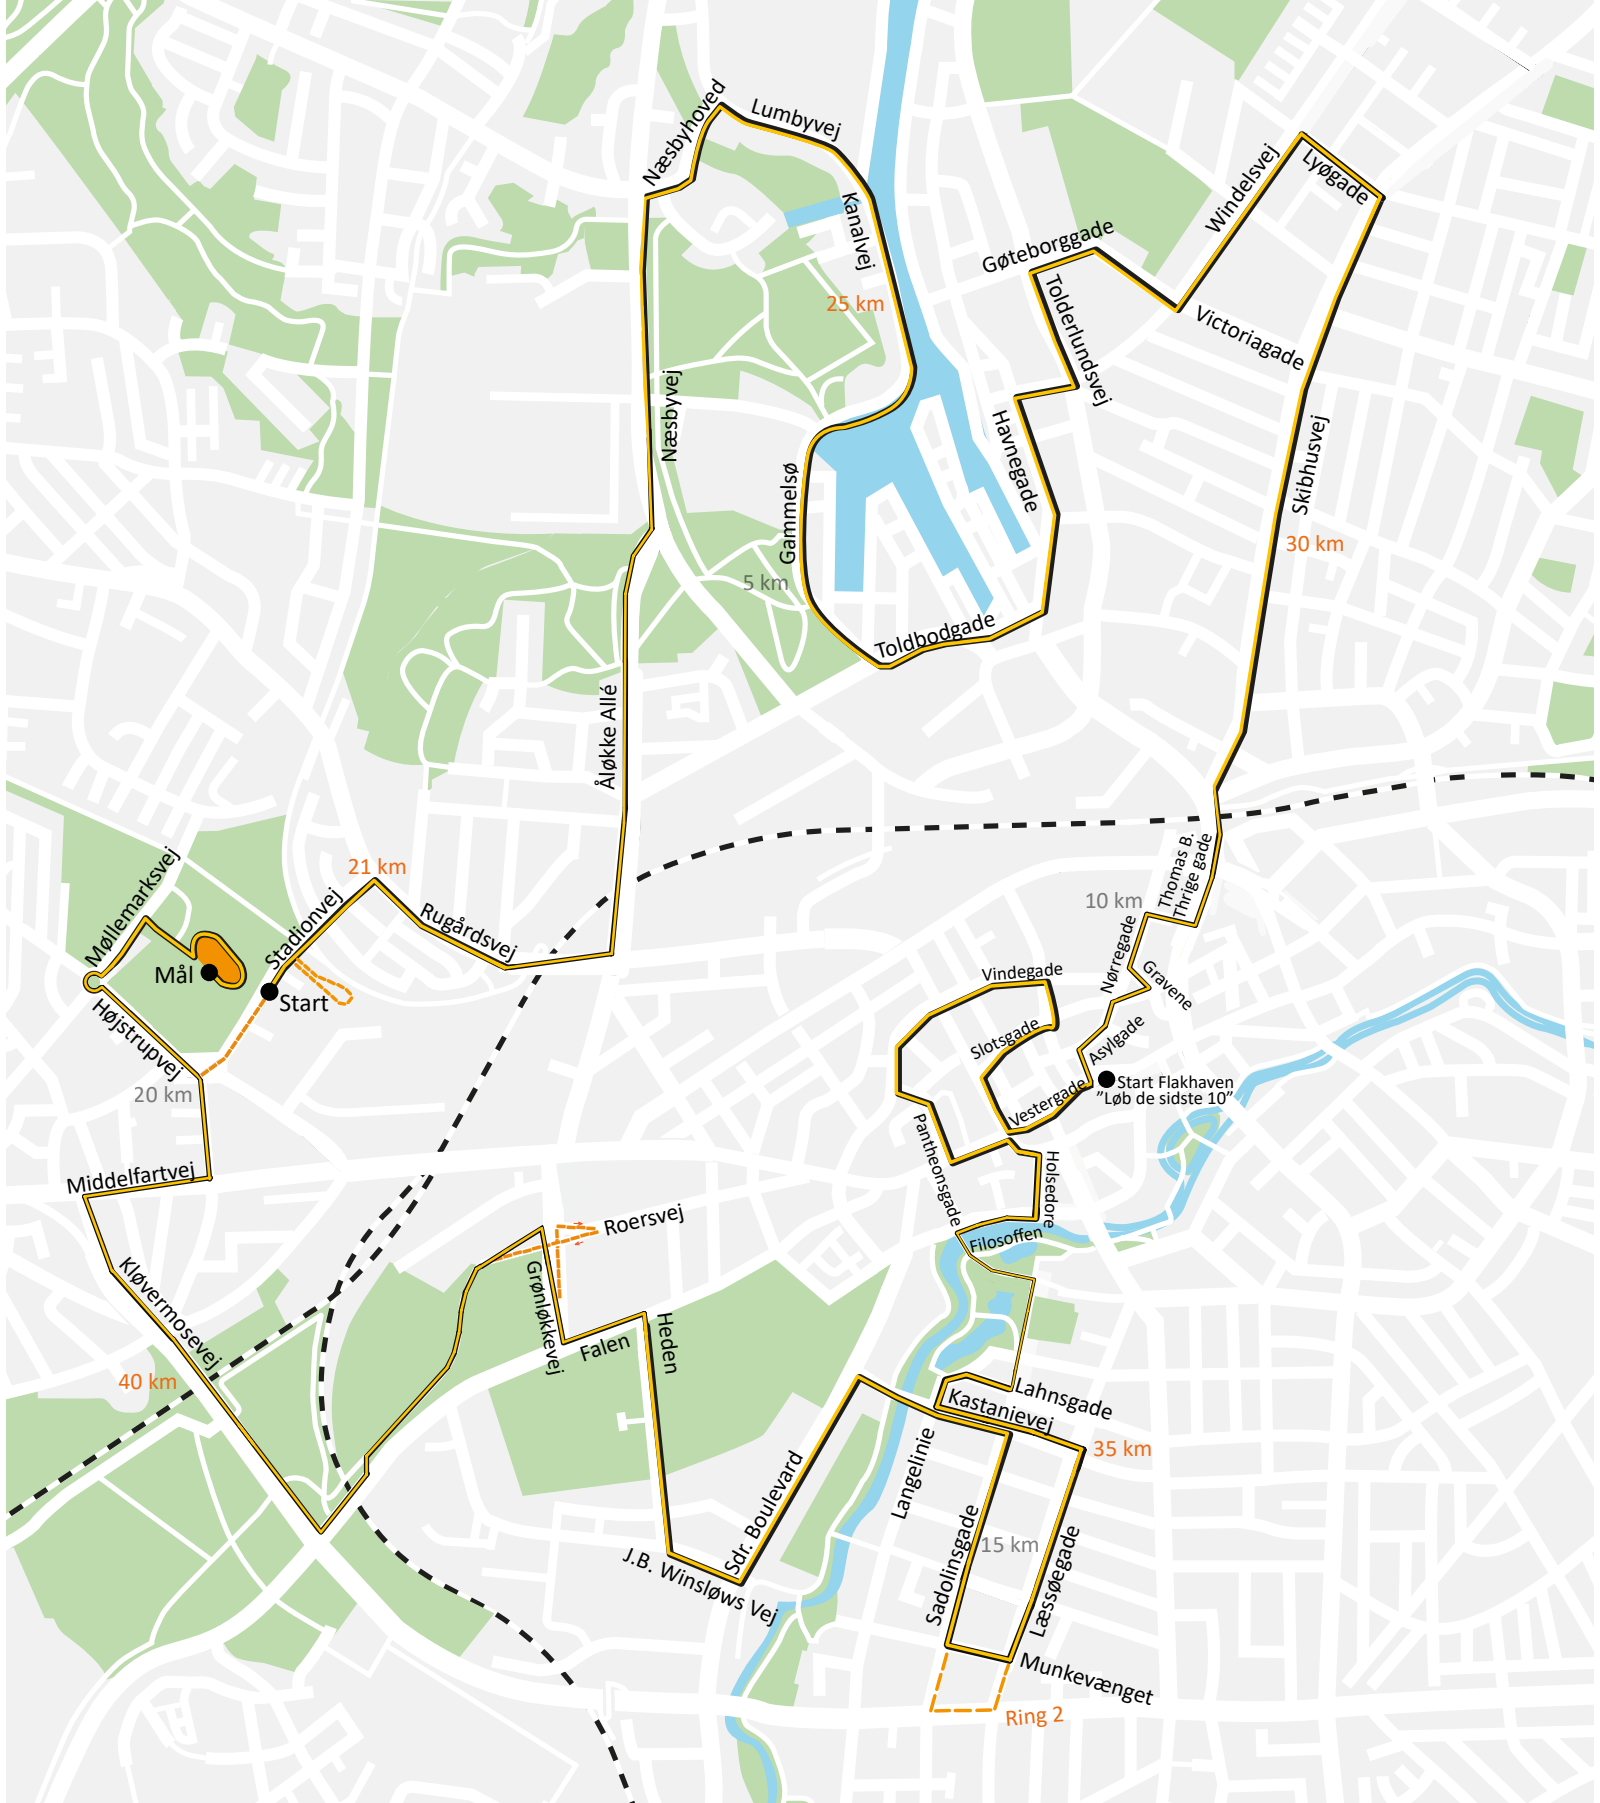 Næsbyhoved
Lumbyvej
Kanalvej
25 km
Gøteborggade
Windelsvej
Lyøgade
Tolderlundsvej
Victoriagade
Næsbyvej
Havnegade
Skibhusvej
30 km
Gammelsø
5 km
Toldbodgade
Åløkke Allé
Thomas B.
Thrige gade
10 km
Møllemarksvej
21 km
Stadionvej
Rugårdsvej
Mål
Start
Højstrupvej
20 km
Nørregade
Gravene
Vindegade
Slotsgade
Asylgade
Vestergade
Start Flakhaven
”Løb de sidste 10”
Pantheonsgade
Holsedore
Filosoffen
Middelfartvej
Roersvej
Kløvermosevej
Grønløkkevej
Falen
Heden
40 km
Lahnsgade
Kastanievej
35 km
Langelinie
Sdr. Boulevard
J.B. Winsløws Vej
Sadolinsgade
15 km
Læssøegade
Munkevænget
Ring 2